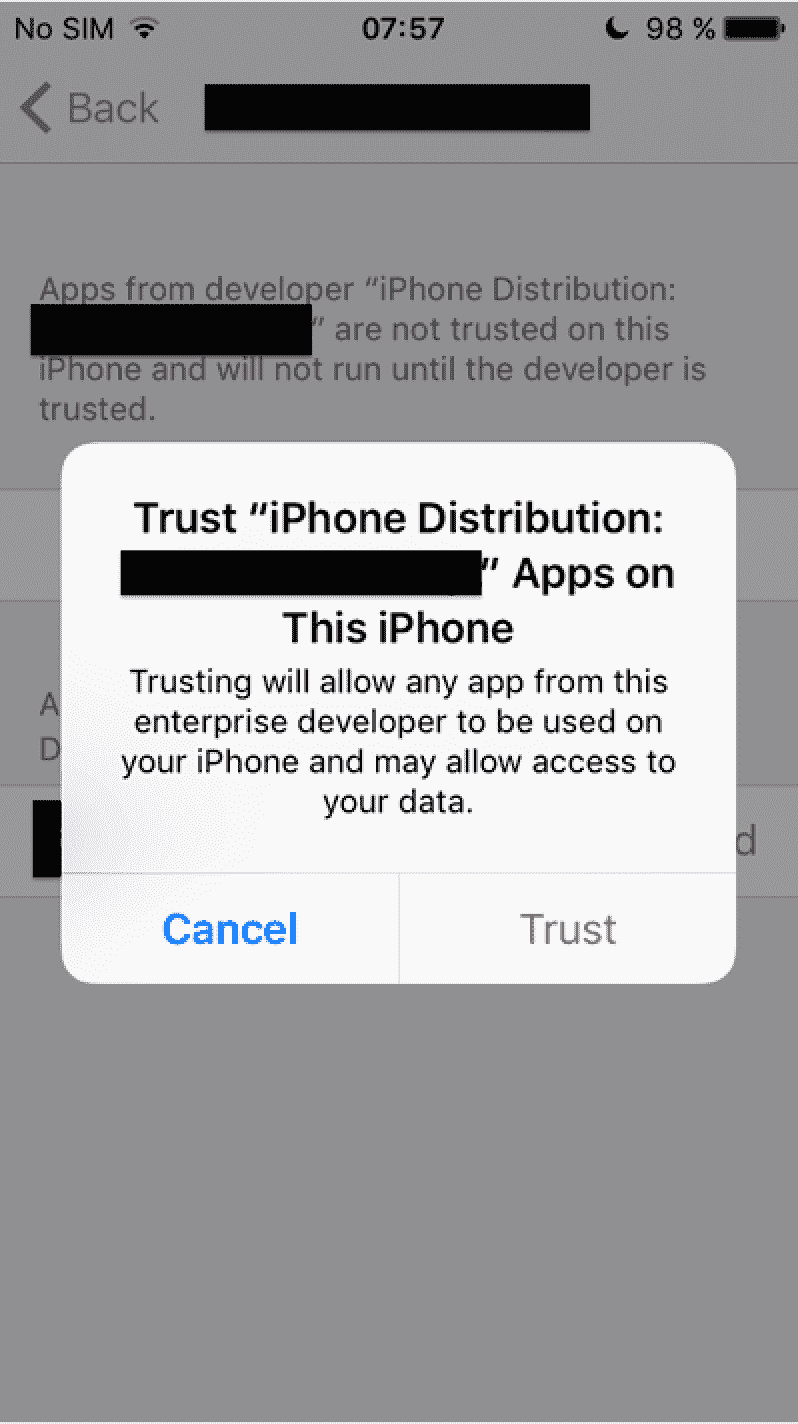 No SIM 07:57 98 %
Back
Apps from developer “iPhone Distribution:
” are not trusted on this
iPhone and will not run until the developer is
trusted.
Trust “iPhone Distribution:
” Apps on
This iPhone
Trusting will allow any app from this
enterprise developer to be used on
your iPhone and may allow access to
your data.
A
D
d
Cancel Trust